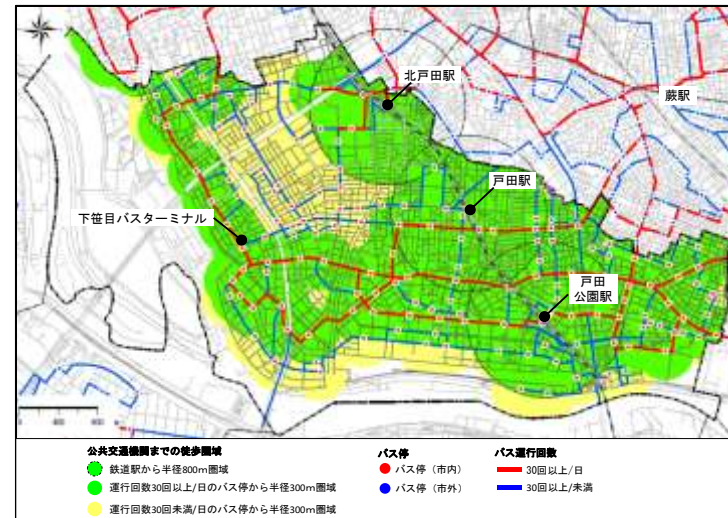 北戸田駅
蕨駅
戸田駅
下笹目バスターミナル
戸田
公園駅
公共交通機関までの徒歩圏域
鉄道駅から半径800m圏域
運行回数30回以上/日のバス停から半径300m圏域
運行回数30回未満/日のバス停から半径300m圏域
バス停
バス停（市内）
バス停（市外）
バス運行回数
30回以上/日
30回以上/未満